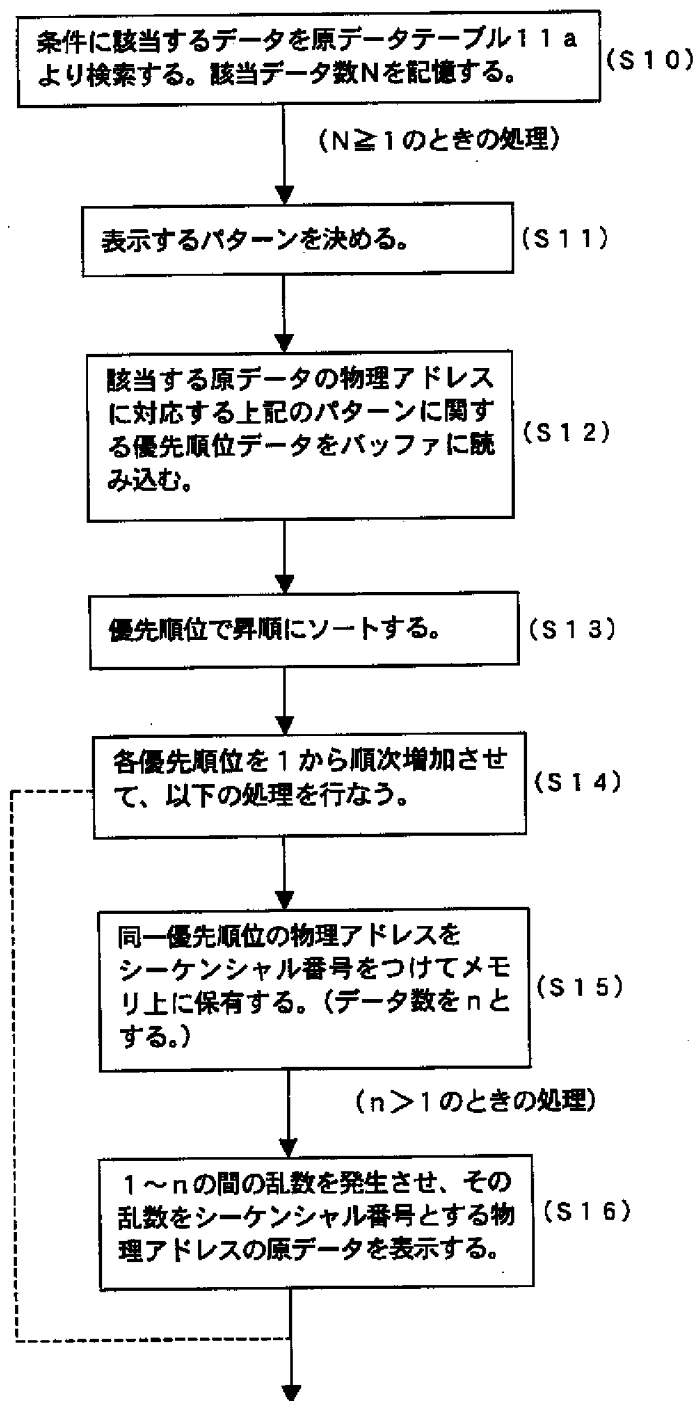 条件に該当するデータを原データテーブル１１ａ
より検索する。該当データ数Ｎを記憶する。
（Ｓ１０）
（Ｎ≧１のときの処理）
表示するパターンを決める。
（Ｓ１１）
該当する原データの物理アドレス
に対応する上記のパターンに関す
る優先順位データをバッファに読
み込む。
（Ｓ１２）
優先順位で昇順にソートする。
（Ｓ１３）
各優先順位を１から順次増加させ
て、以下の処理を行なう。
（Ｓ１４）
同一優先順位の物理アドレスを
シーケンシャル番号をつけてメモ
リ上に保有する。（データ数をｎと
する。）
（Ｓ１５）
（ｎ＞１のときの処理）
１～ｎの間の乱数を発生させ、その
乱数をシーケンシャル番号とする物
理アドレスの原データを表示する。
（Ｓ１６）